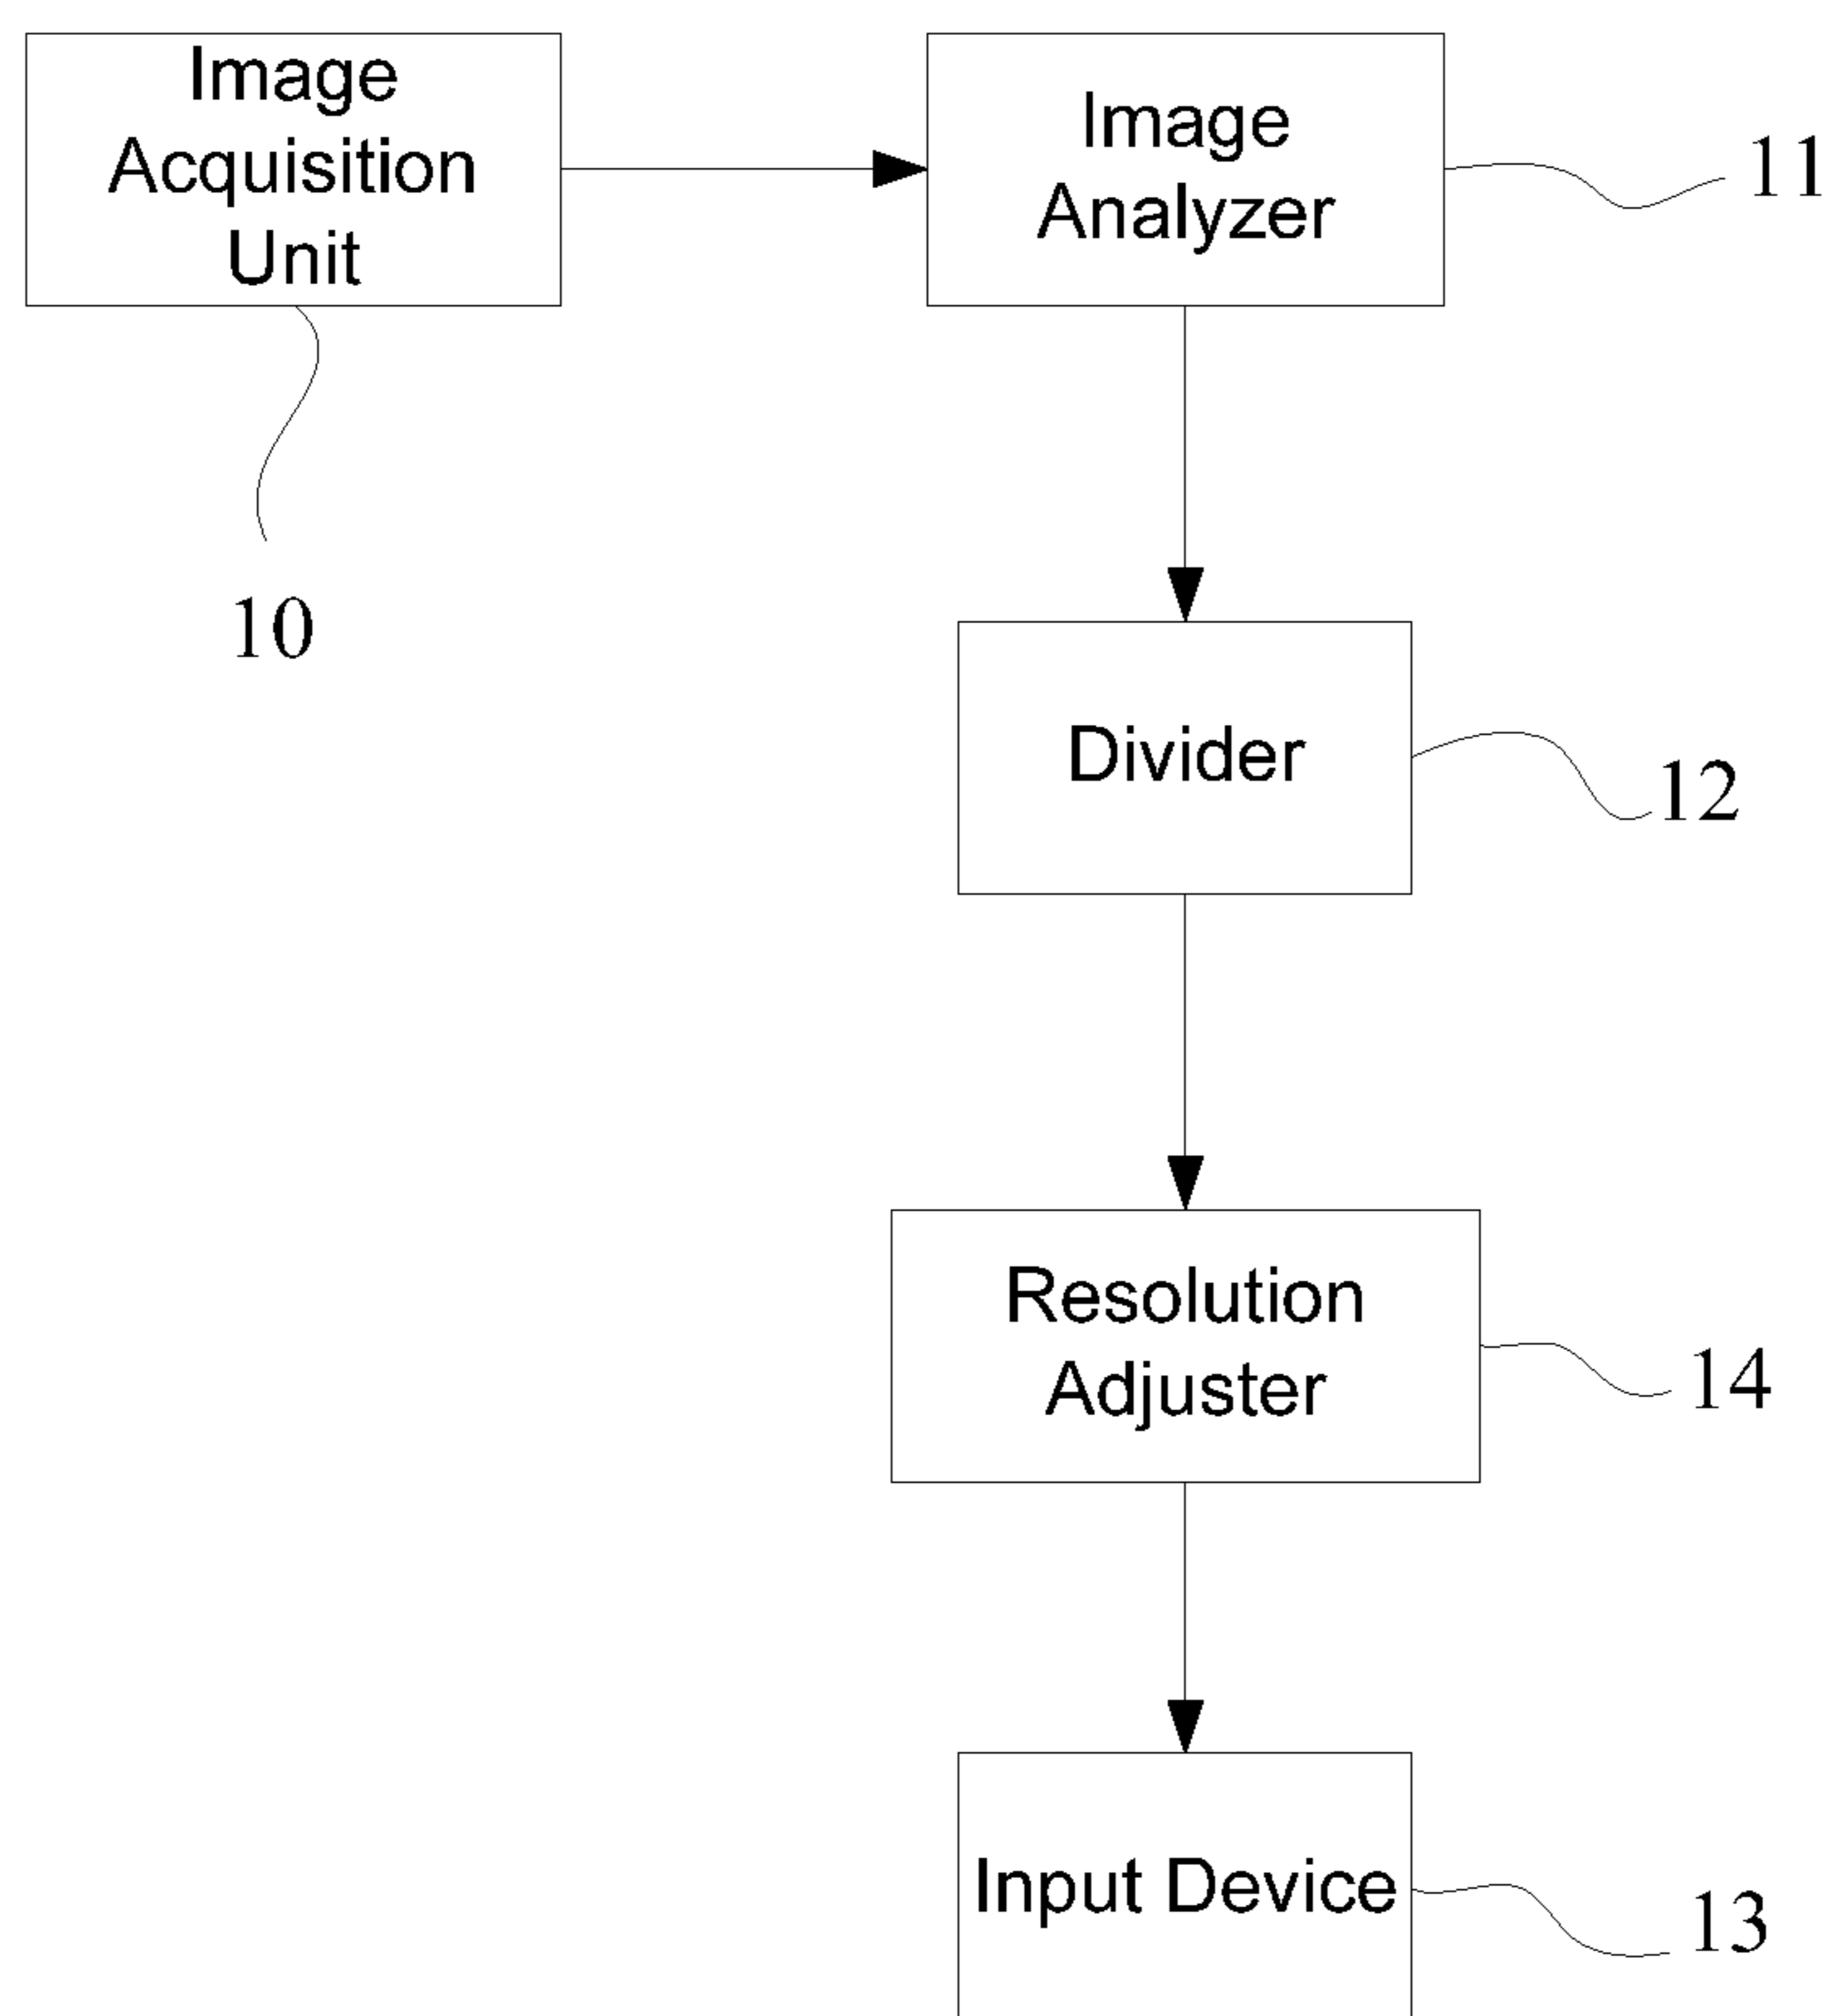 Image
Acquisition
Unit
Image
Analyzer
11
10
Divider
12
Resolution
Adjuster
14
Input Device
13